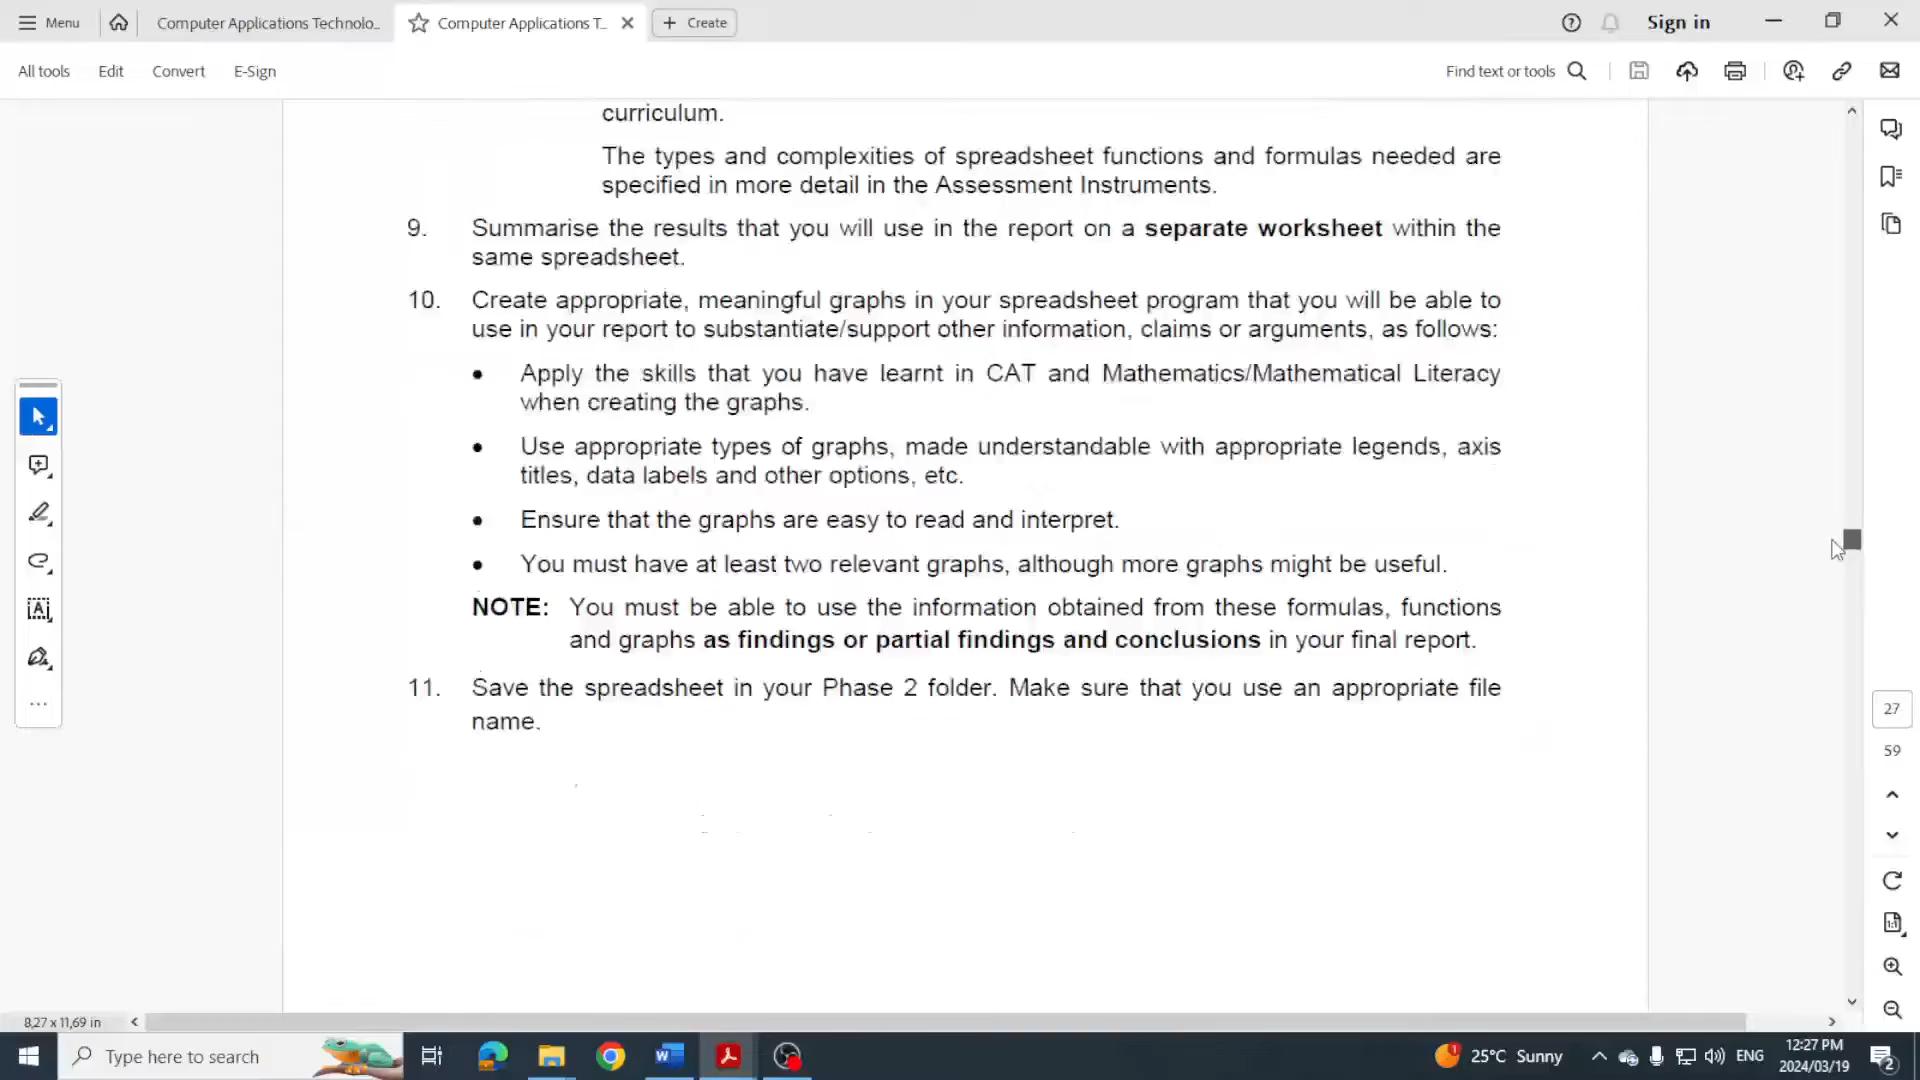 Menu
Computer Applications Technolo...
Computer Applications T...
Create
Sign in
All tools
Edit
Convert
E-Sign
Find text or tools
curriculum.
The types and complexities of spreadsheet functions and formulas needed are
specified in more detail in the Assessment Instruments.
9. Summarise the results that you will use in the report on a separate worksheet within the
same spreadsheet.
10. Create appropriate, meaningful graphs in your spreadsheet program that you will be able to
use in your report to substantiate/support other information, claims or arguments, as follows:
• Apply the skills that you have learnt in CAT and Mathematics/Mathematical Literacy
when creating the graphs.
• Use appropriate types of graphs, made understandable with appropriate legends, axis
titles, data labels and other options, etc.
• Ensure that the graphs are easy to read and interpret.
• You must have at least two relevant graphs, although more graphs might be useful.
NOTE: You must be able to use the information obtained from these formulas, functions
and graphs as findings or partial findings and conclusions in your final report.
11. Save the spreadsheet in your Phase 2 folder. Make sure that you use an appropriate file
name.
27
59
8,27 x 11,69 in
Type here to search
1
25°C Sunny
ENG
12:27 PM
2024/03/19
2